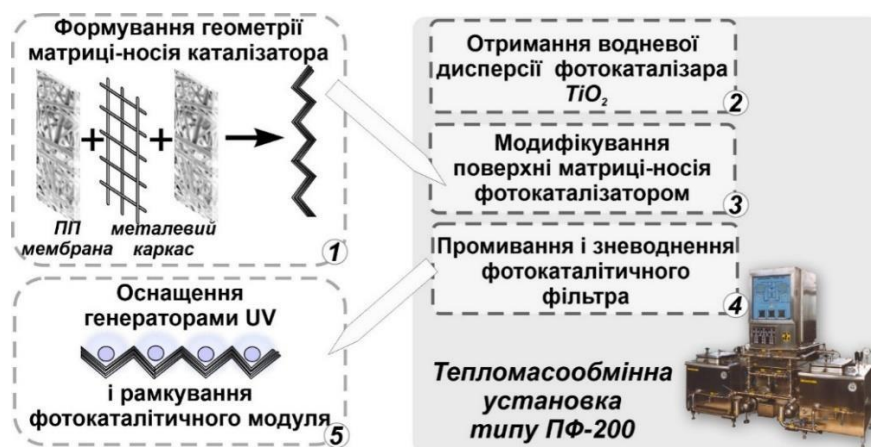 Формування геометрії
матриці-носія каталізатора
+
+
ПП
мембрана
металевий
каркас
1
Отримання водневої
дисперсії фотокаталізара
TiO₂
2
Модифікування
поверхні матриці-носія
фотокаталізатором
3
Промивання і зневоднення
фотокаталітичного
фільтра
4
Оснащення
генераторами UV
і рамкування
фотокаталітичного модуля
5
Тепломасообмінна
установка
типу ПФ-200